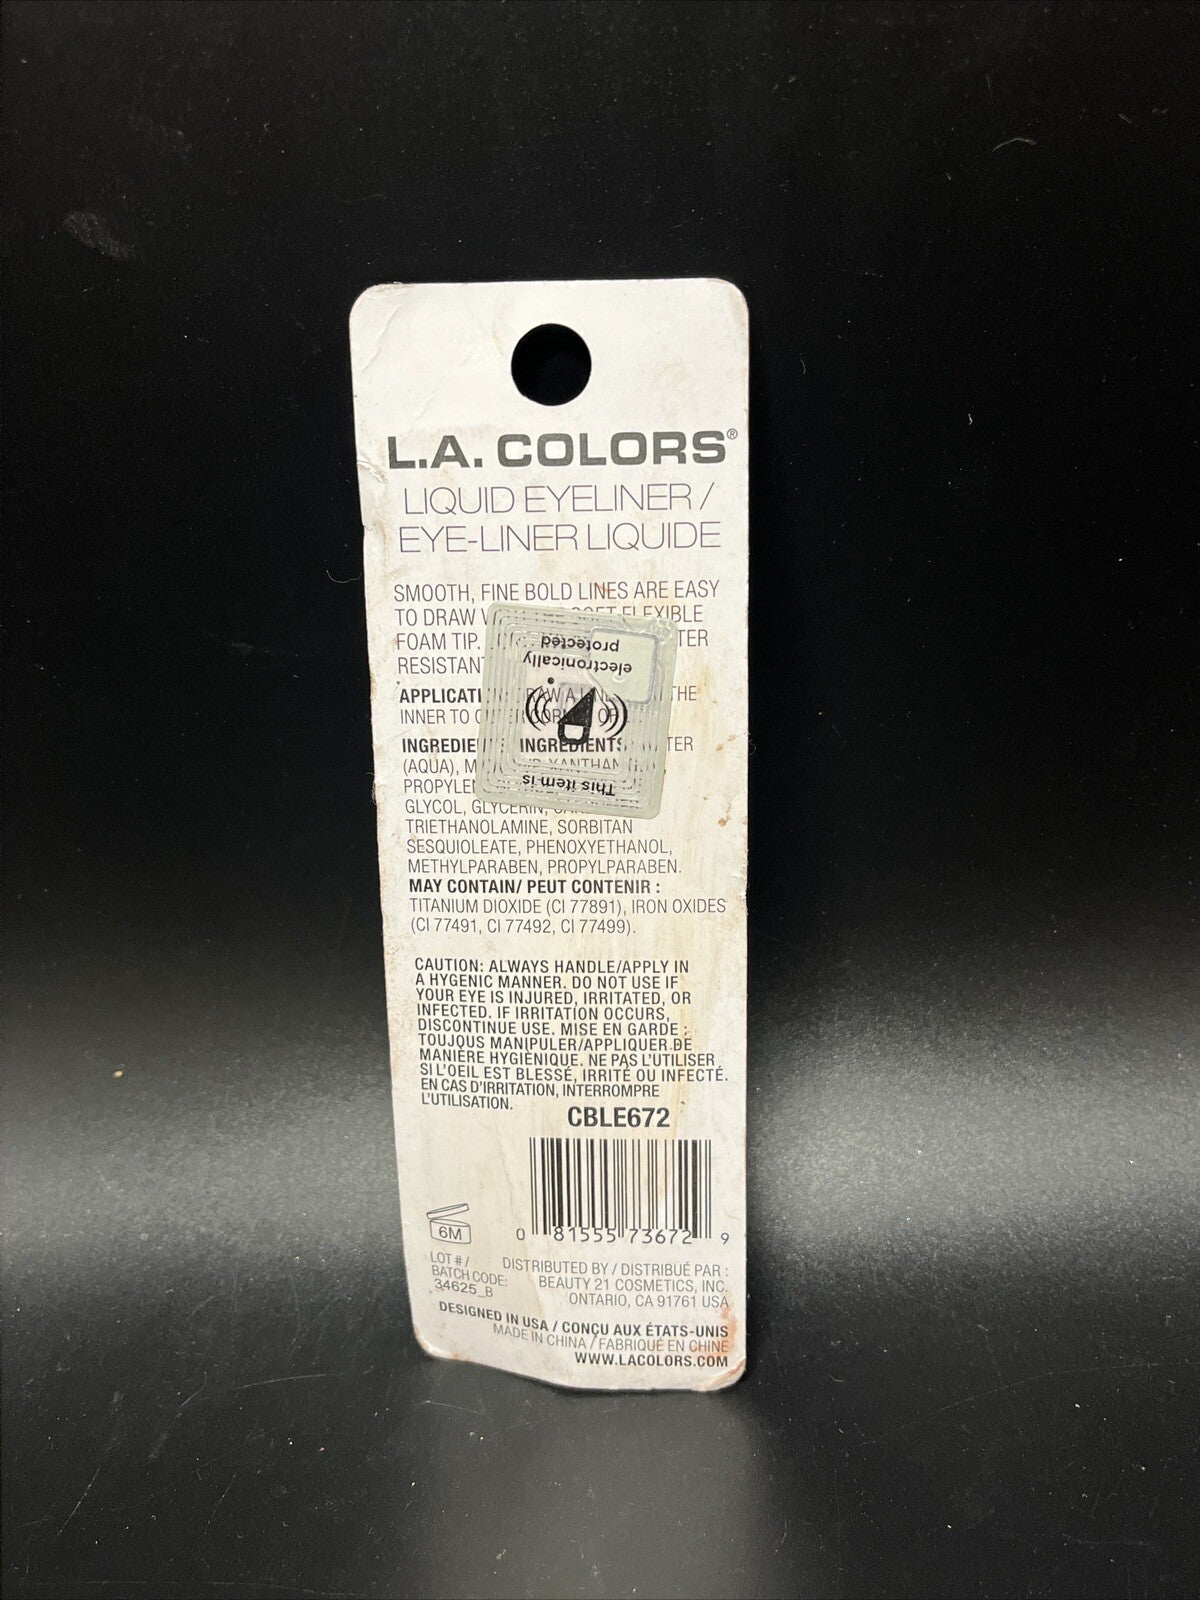 L.A. COLORS®
LIQUID EYELINER /
EYE-LINER LIQUIDE
SMOOTH, FINE BOLD LINES ARE EASY
TO DRAW SOFT FLEXIBLE
FOAM TIP.
RESISTANT
protected
electronically
This item is
THE
INNER TO
INGREDIENTS
(AQUA), XANTHAN
GLYCOL, GLYCERIN,
TRIETHANOLAMINE, SORBITAN
SESQUIOLEATE, PHENOXYETHANOL,
METHYLPARABEN, PROPYLPARABEN.
MAY CONTAIN/ PEUT CONTENIR :
TITANIUM DIOXIDE (CI 77891), IRON OXIDES
(CI 77491, CI 77492, CI 77499).
CAUTION: ALWAYS HANDLE/APPLY IN
A HYGENIC MANNER. DO NOT USE IF
YOUR EYE IS INJURED, IRRITATED, OR
INFECTED. IF IRRITATION OCCURS,
DISCONTINUE USE. MISE EN GARDE :
TOUJOUS MANIPULER/APPLIQUER DE
MANIÈRE HYGIÈNIQUE. NE PAS L'UTILISER
SI L'OEIL EST BLESSÉ, IRRITÉ OU INFECTÉ.
EN CAS D'IRRITATION, INTERROMPRE
L'UTILISATION.
CBLE672
0 81555 73672 9
6M
LOT # /
BATCH CODE:
34625_B
DISTRIBUTED BY / DISTRIBUÉ PAR :
BEAUTY 21 COSMETICS, INC.
ONTARIO, CA 91761 USA
DESIGNED IN USA / CONÇU AUX ÉTATS-UNIS
MADE IN CHINA / FABRIQUÉ EN CHINE
WWW.LACOLORS.COM